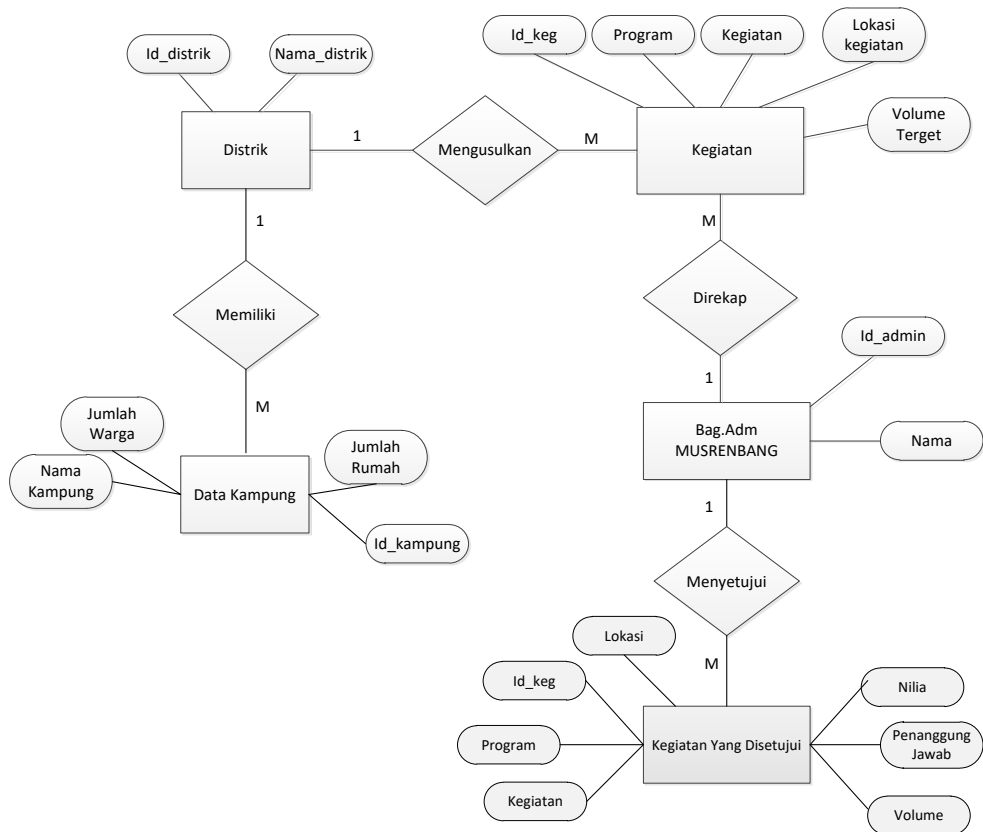 Id_distrik
Nama_distrik
Id_keg
Program
Kegiatan
Lokasi
kegiatan
Volume
Terget
Distrik
1
Mengusulkan
M
Kegiatan
1
M
Memiliki
Direkap
Id_admin
M
1
Jumlah
Warga
Nama
Kampung
Data Kampung
Jumlah
Rumah
Id_kampung
Bag.Adm
MUSRENBANG
Nama
1
Menyetujui
M
Lokasi
Id_keg
Program
Kegiatan
Kegiatan Yang Disetujui
Nilia
Penanggung
Jawab
Volume